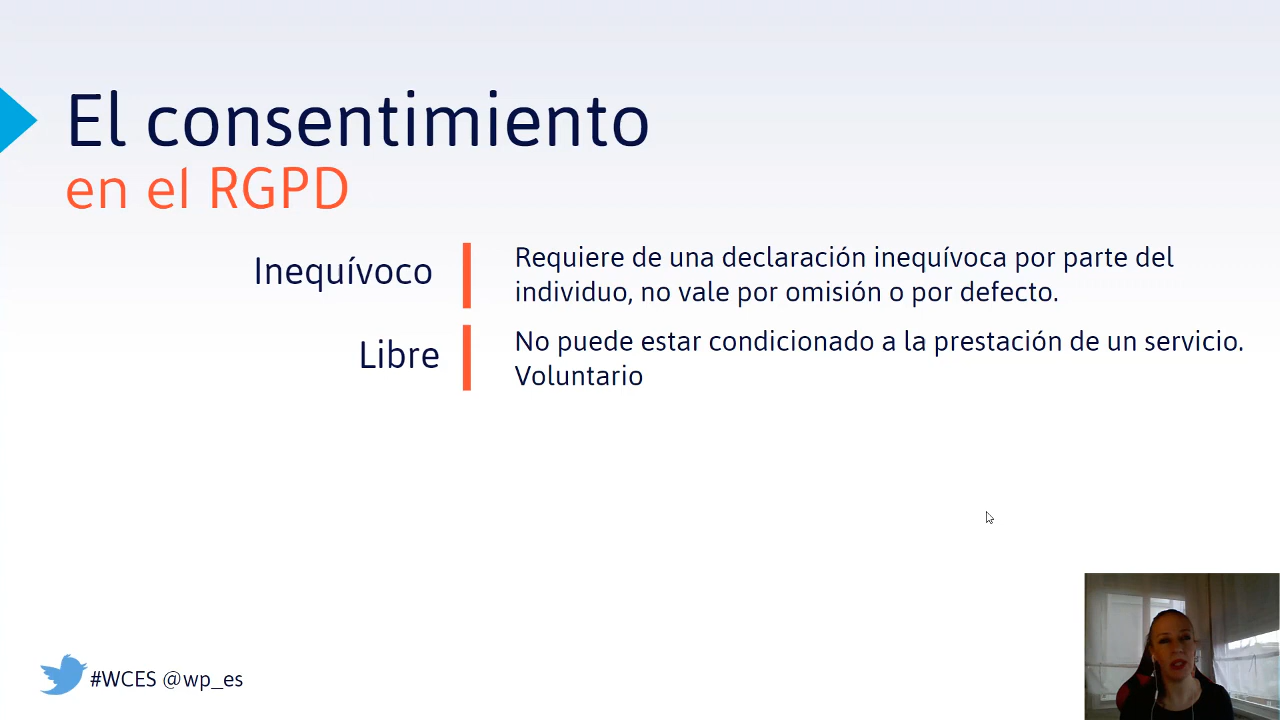 El consentimiento
en el RGPD
Inequívoco
Requiere de una declaración inequívoca por parte del
individuo, no vale por omisión o por defecto.
Libre
No puede estar condicionado a la prestación de un servicio.
Voluntario
#WCES @wp_es